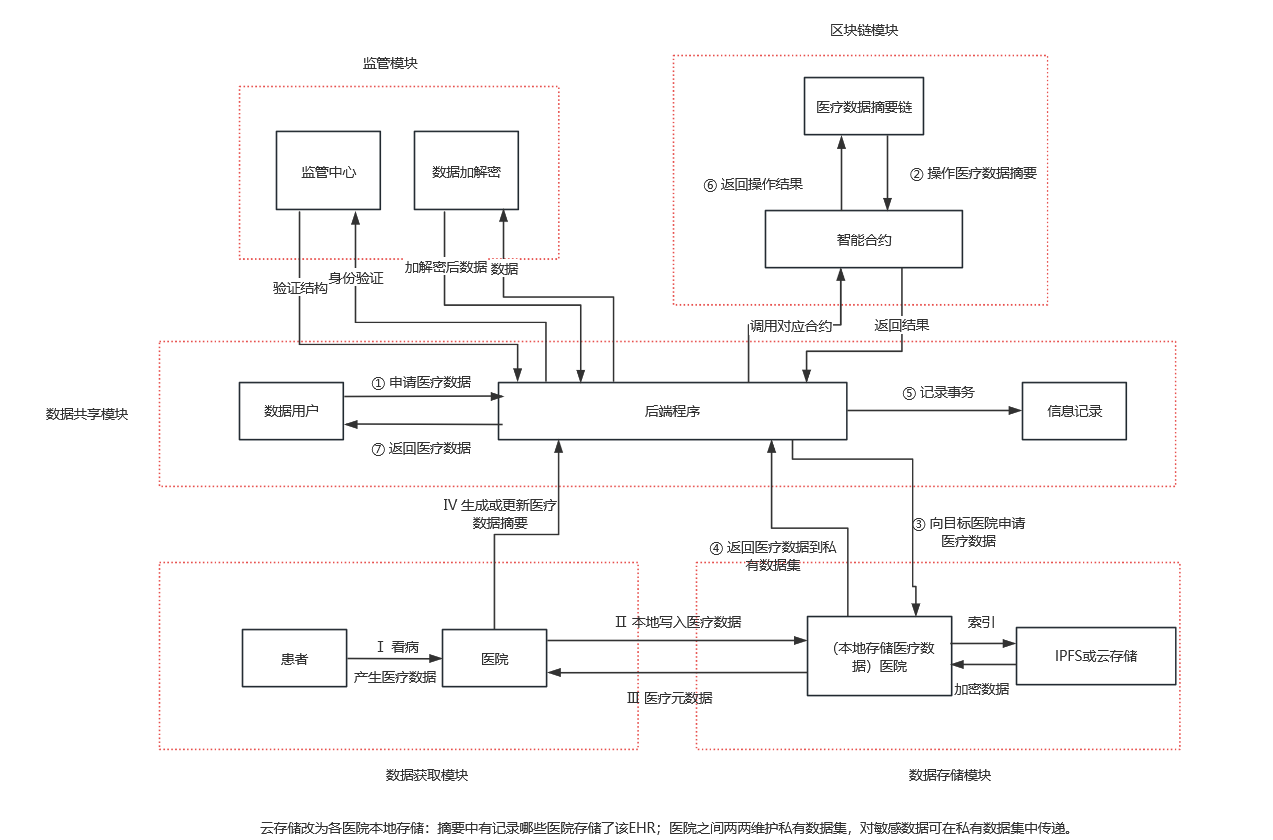 区块链模块
监管模块
医疗数据摘要链
监管中心
数据加解密
⑥ 返回操作结果
② 操作医疗数据摘要
智能合约
加解密后数据
数据
身份验证
验证结构
调用对应合约
返回结果
① 申请医疗数据
⑤ 记录事务
数据共享模块
数据用户
后端程序
信息记录
⑦ 返回医疗数据
Ⅳ 生成或更新医疗
数据摘要
③ 向目标医院申请
医疗数据
④ 返回医疗数据到私
有数据集
Ⅱ 本地写入医疗数据
索引
Ⅰ 看病
患者
医院
（本地存储医疗数
据）医院
IPFS或云存储
产生医疗数据
加密数据
Ⅲ 医疗元数据
数据获取模块
数据存储模块
云存储改为各医院本地存储：摘要中有记录哪些医院存储了该EHR；医院之间两两维护私有数据集，对敏感数据可在私有数据集中传递。